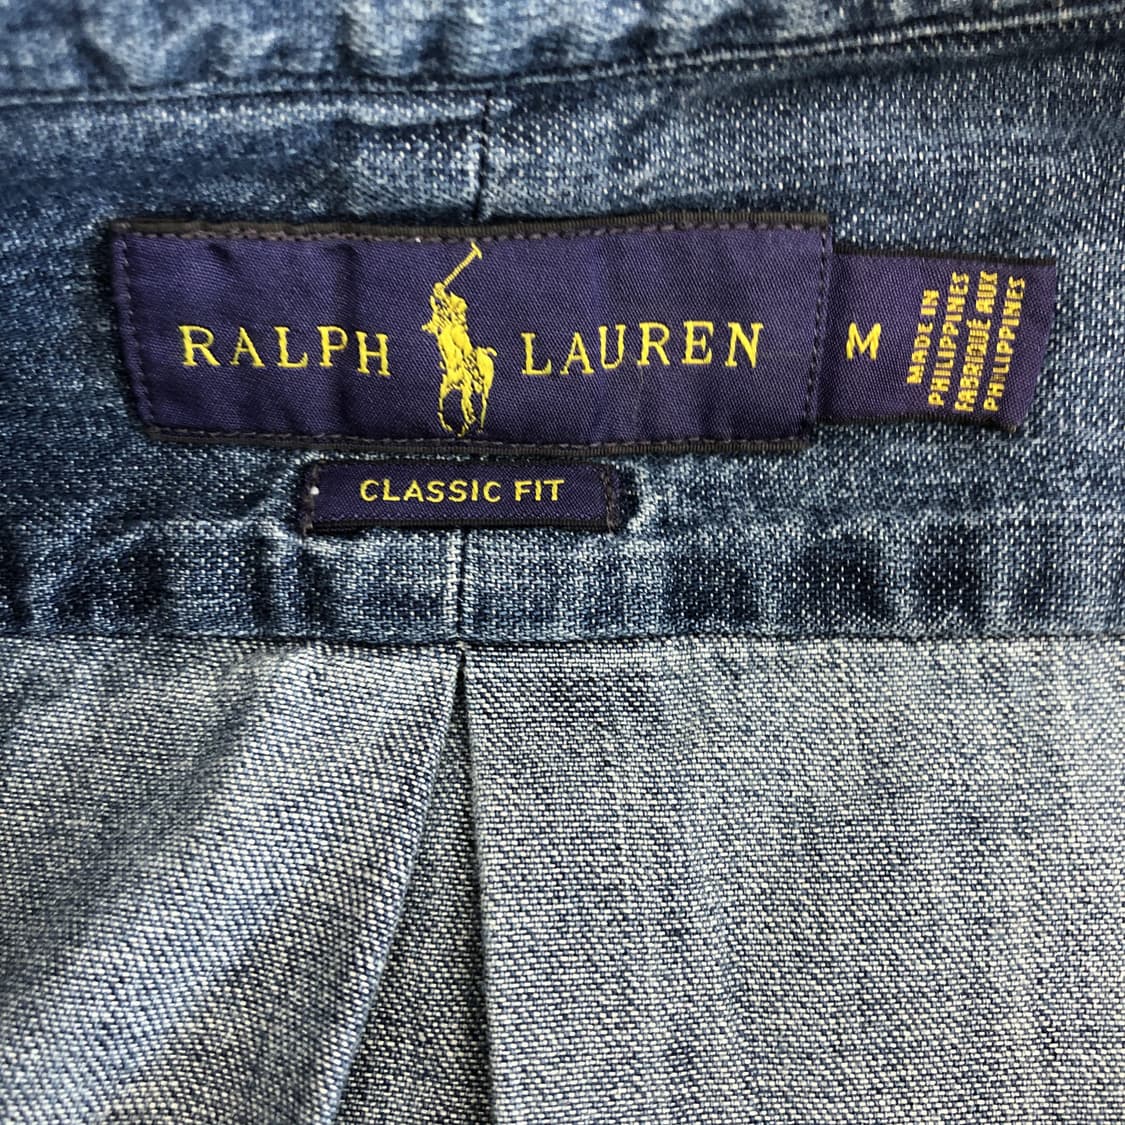 RALPH LAUREN
M
MADE IN
PHILIPPINES
FABRIQUÉ AUX
PHILIPPINES
CLASSIC FIT